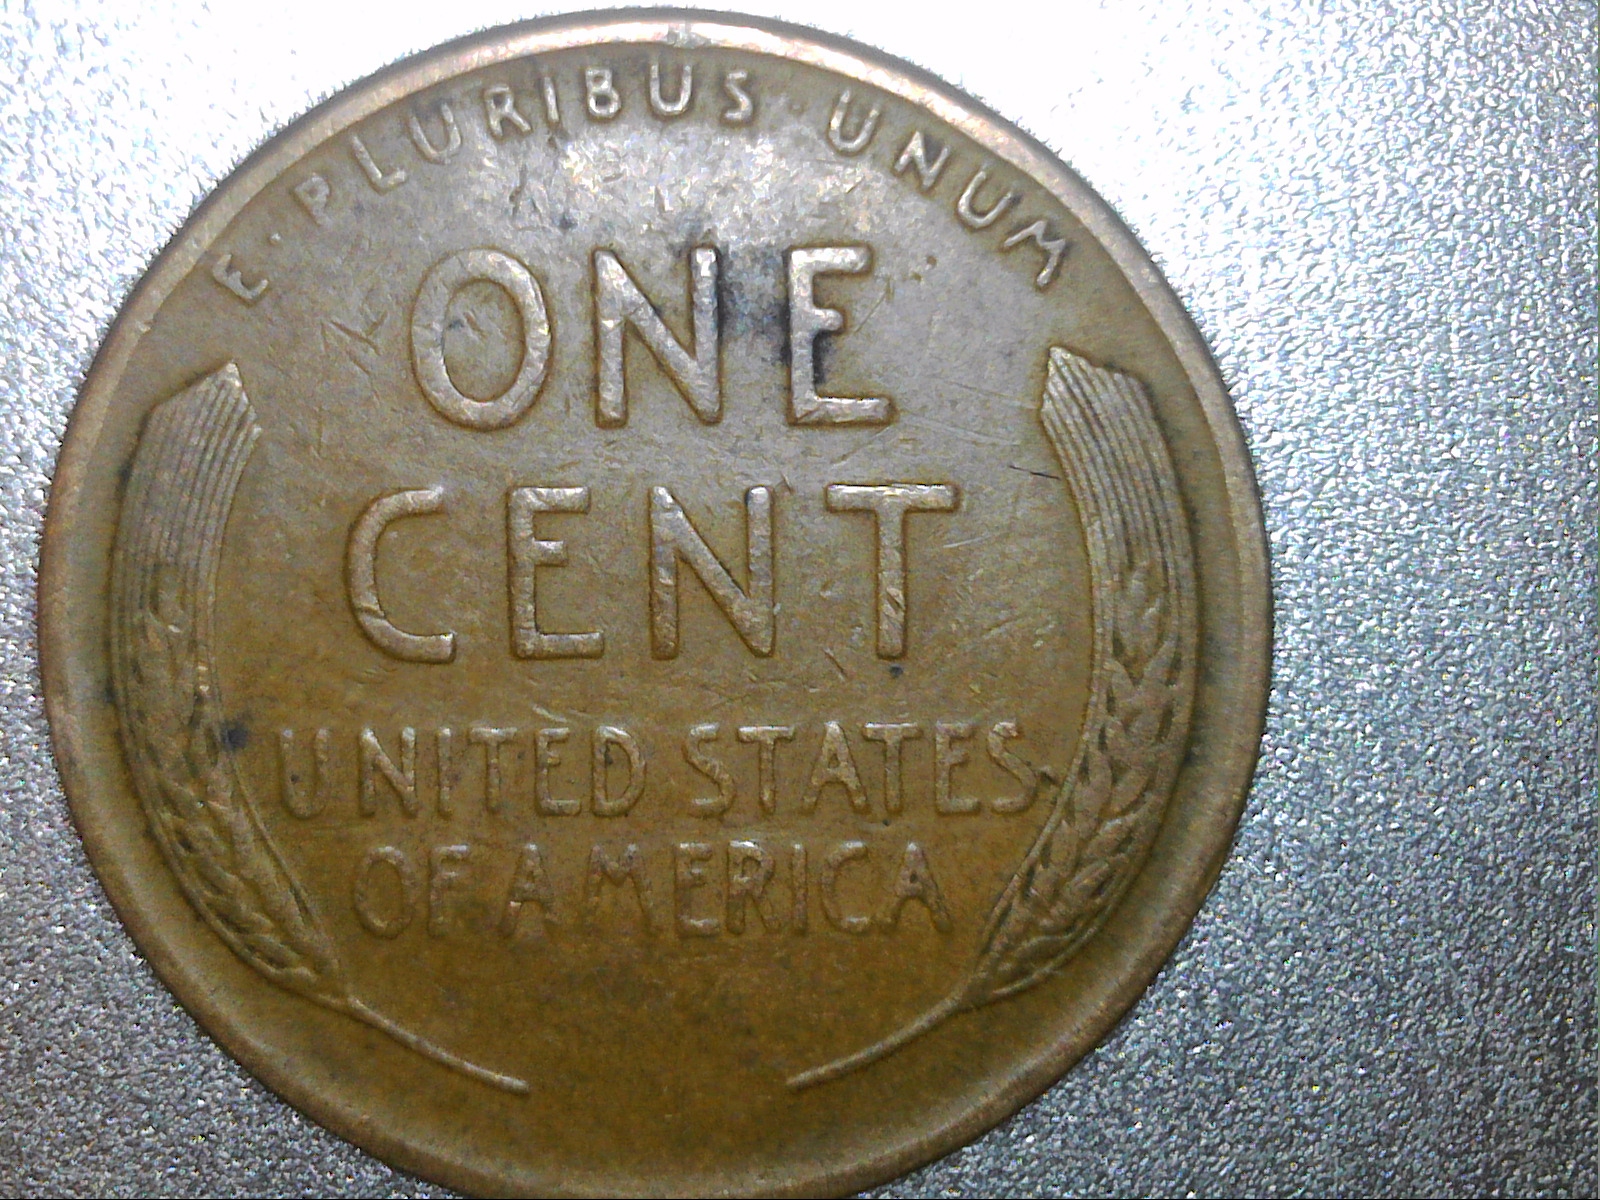 E·PLURIBUS·UNUM
ONE
CENT
UNITED STATES
OF AMERICA